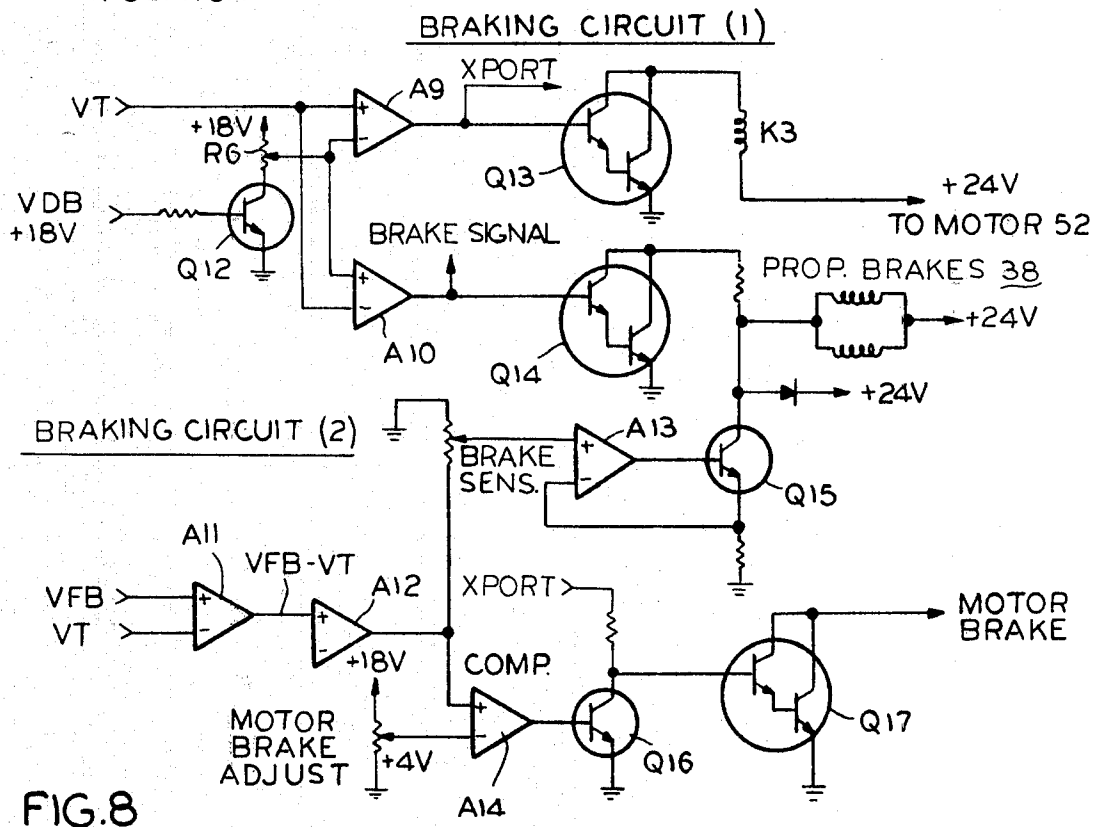 BRAKING CIRCUIT (1)
XPORT
A9
VT
+18V
R6
K3
Q13
VDB
+18V
+24V
TO MOTOR 52
Q12
BRAKE SIGNAL
PROP. BRAKES 38
+24V
A10
Q14
+24V
BRAKING CIRCUIT (2)
A13
BRAKE
SENS.
Q15
A11
VFB-VT
A12
VFB
VT
XPORT
MOTOR
BRAKE
+18V
COMP.
MOTOR
BRAKE
ADJUST
+4V
Q16
Q17
A14
FIG.8